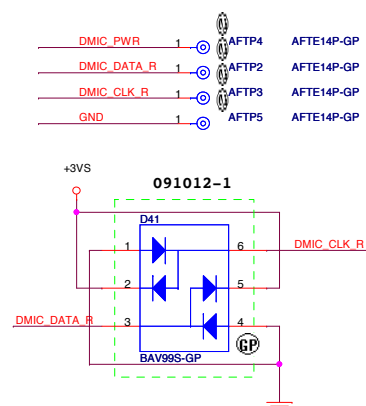 DMIC_PWR 1 AFTP4 AFTE14P-GP
DMIC_DATA_R 1 AFTP2 AFTE14P-GP
DMIC_CLK_R 1 AFTP3 AFTE14P-GP
GND 1 AFTP5 AFTE14P-GP
+3VS
091012-1
D41
1 6 DMIC_CLK_R
2 5
DMIC_DATA_R 3 4
GP
BAV99S-GP